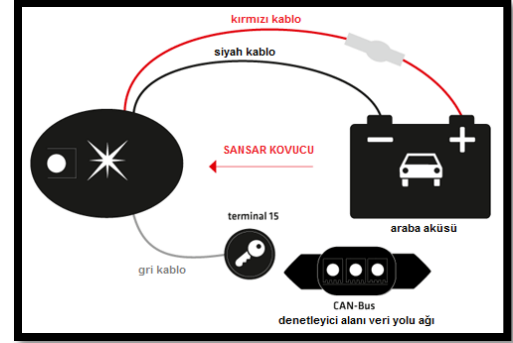 kırmızı kablo
siyah kablo
SANSAR KOVUCU
araba aküsü
terminal 15
gri kablo
CAN-Bus
denetleyici alanı veri yolu ağı